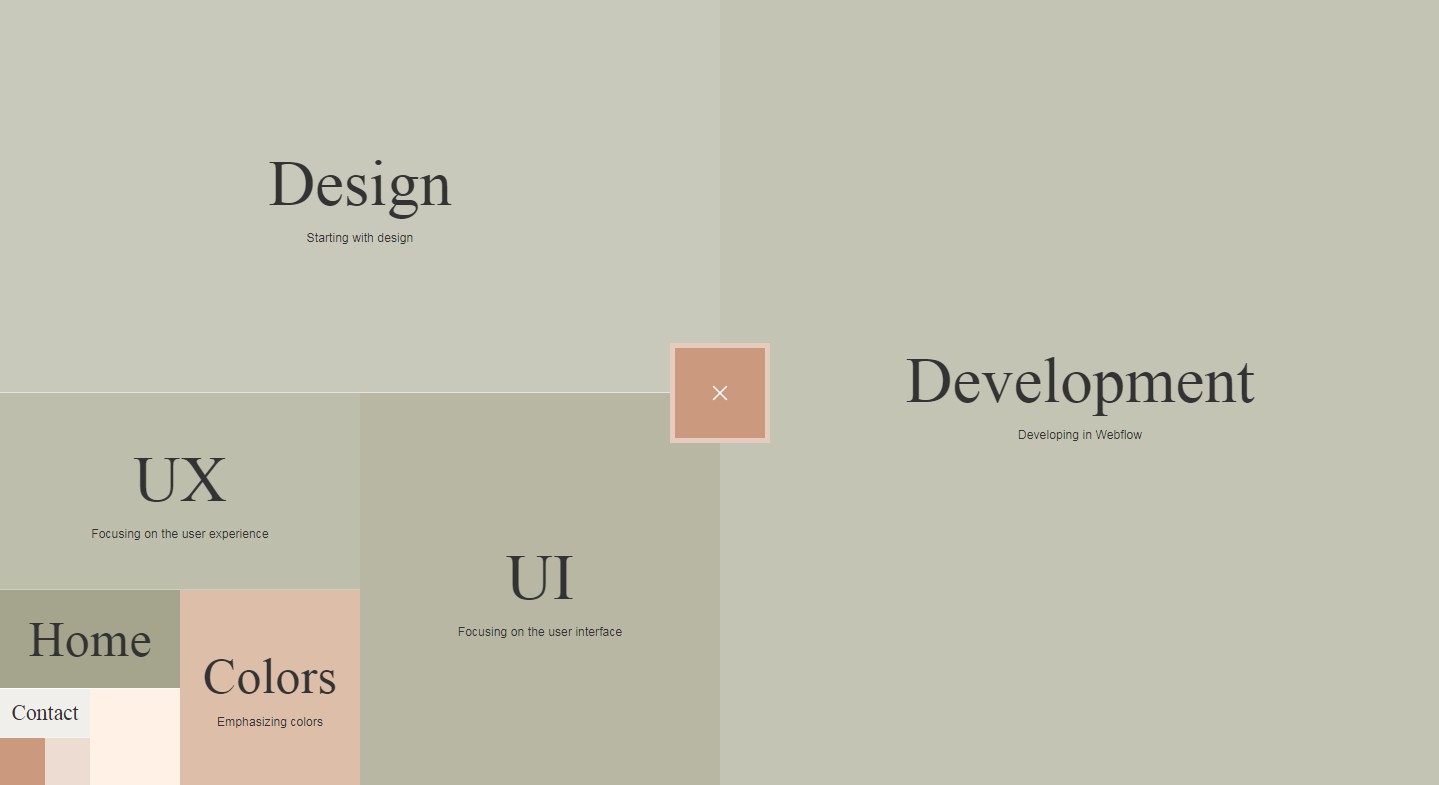 Design
Starting with design
Development
Developing in Webflow
UX
Focusing on the user experience
UI
Focusing on the user interface
Home
Colors
Emphasizing colors
Contact